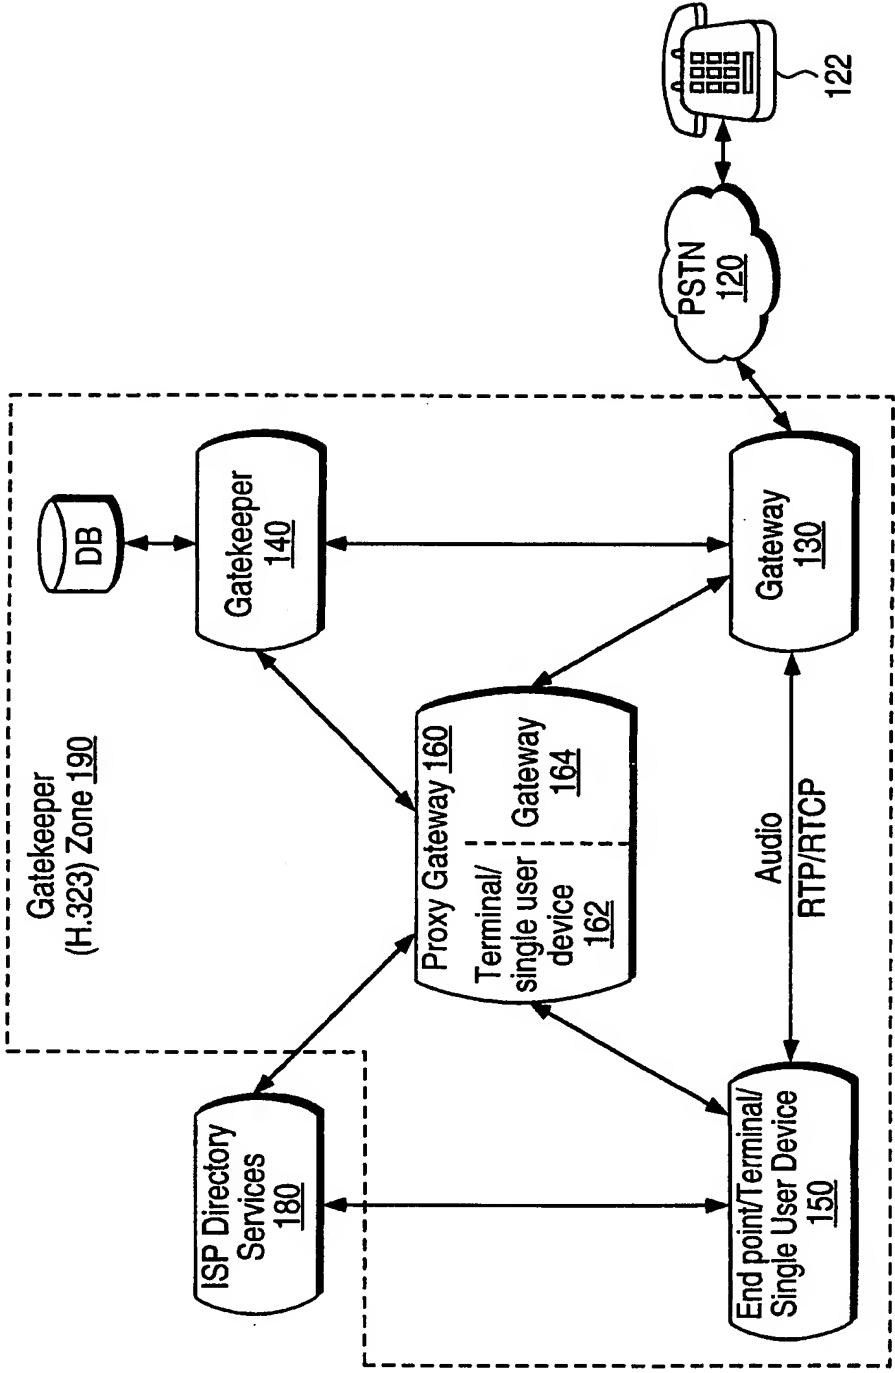 Gatekeeper
(H.323) Zone 190
DB
ISP Directory
Services
180
Gatekeeper
140
Proxy Gateway 160
Terminal/
single user
device
162
Gateway
164
End point/Terminal/
Single User Device
150
Audio
RTP/RTCP
Gateway
130
PSTN
120
122